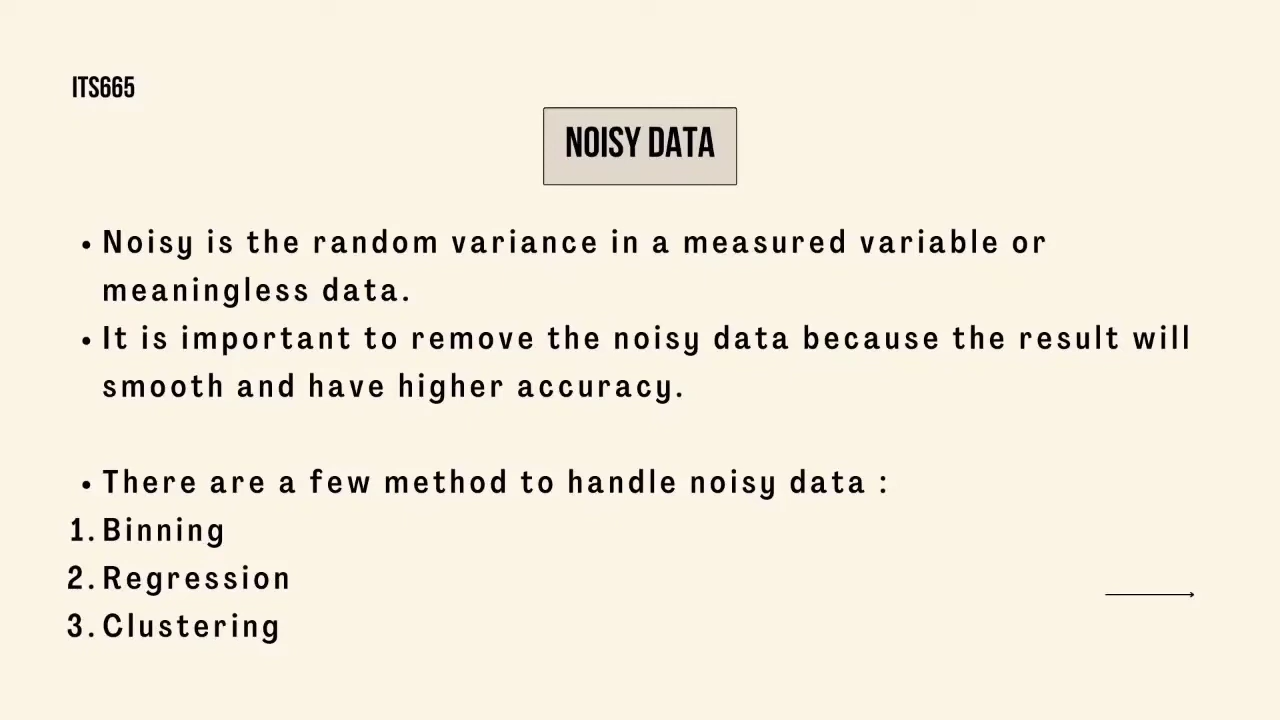 ITS665
NOISY DATA
• Noisy is the random variance in a measured variable or
meaningless data.
• It is important to remove the noisy data because the result will
smooth and have higher accuracy.
• There are a few method to handle noisy data :
1. Binning
2. Regression
3. Clustering